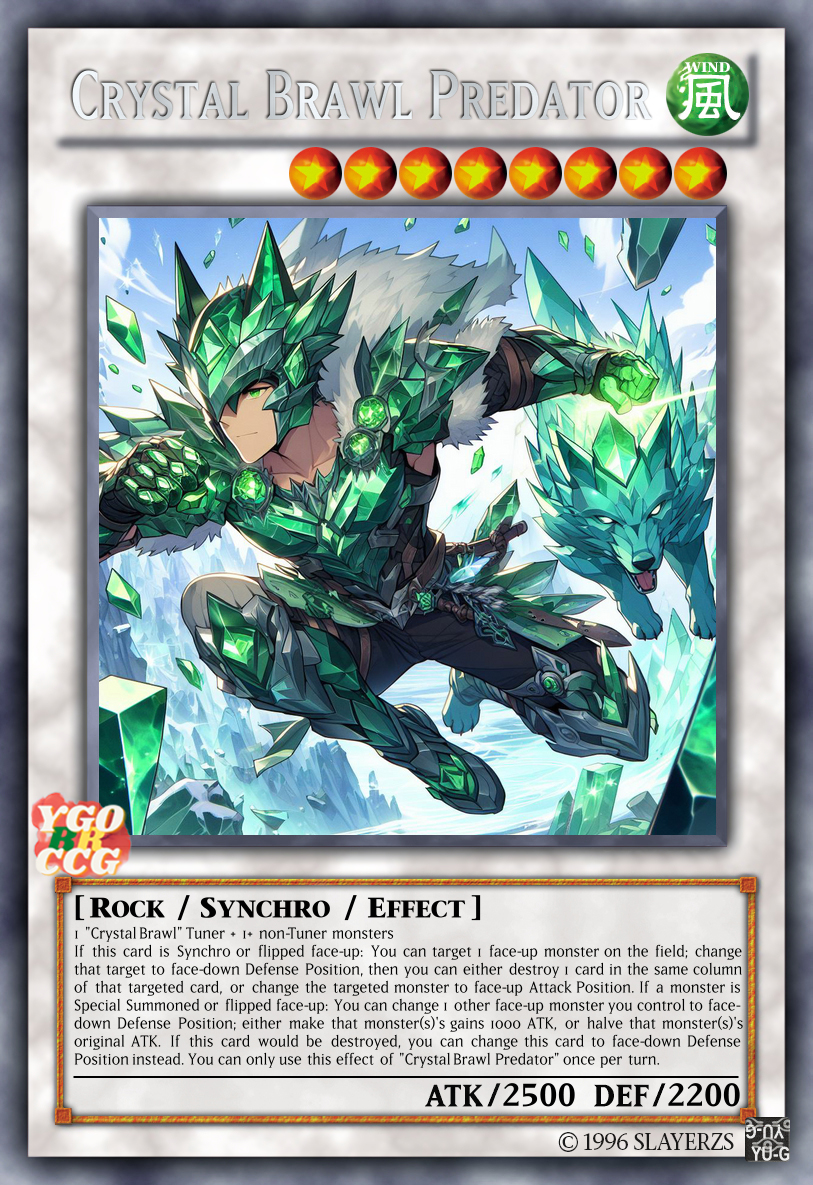 CRYSTAL BRAWL PREDATOR
WIND
風
YGO
BR
CCG
[ ROCK / SYNCHRO / EFFECT ]
1 "Crystal Brawl" Tuner + 1+ non-Tuner monsters
If this card is Synchro or flipped face-up: You can target 1 face-up monster on the field; change
that target to face-down Defense Position, then you can either destroy 1 card in the same column
of that targeted card, or change the targeted monster to face-up Attack Position. If a monster is
Special Summoned or flipped face-up: You can change 1 other face-up monster you control to face-
down Defense Position; either make that monster(s)'s gains 1000 ATK, or halve that monster(s)'s
original ATK. If this card would be destroyed, you can change this card to face-down Defense
Position instead. You can only use this effect of "Crystal Brawl Predator" once per turn.
ATK/2500 DEF/2200
© 1996 SLAYERZS
YU-G
YU-G